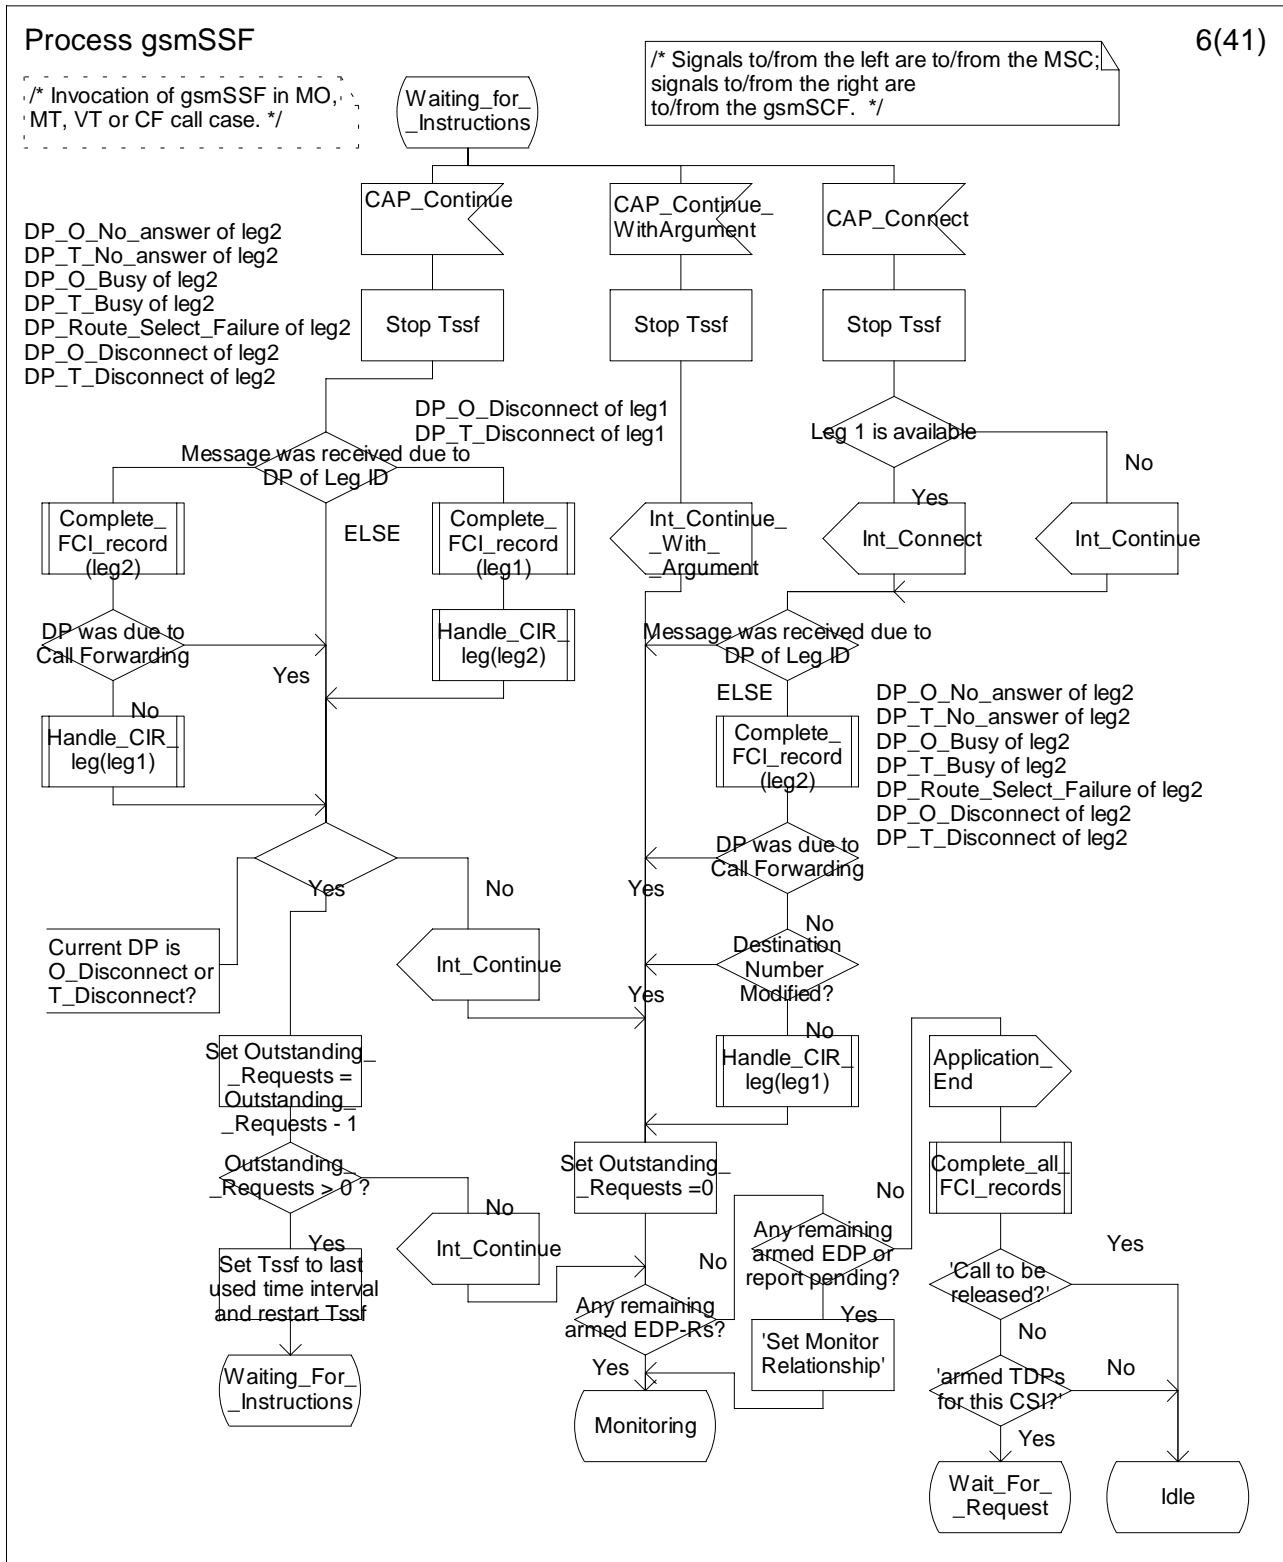 Process gsmSSF
6(41)
/* Invocation of gsmSSF in MO,
MT, VT or CF call case. */
/* Signals to/from the left are to/from the MSC;
signals to/from the right are
to/from the gsmSCF.  */
Waiting_for_
_Instructions
CAP_Continue
CAP_Continue_
WithArgument
CAP_Connect
DP_O_No_answer of leg2
DP_T_No_answer of leg2
DP_O_Busy of leg2
DP_T_Busy of leg2
DP_Route_Select_Failure of leg2
DP_O_Disconnect of leg2
DP_T_Disconnect of leg2
Stop Tssf
Stop Tssf
Stop Tssf
DP_O_Disconnect of leg1
DP_T_Disconnect of leg1
Message was received due to
DP of Leg ID
Leg 1 is available
No
Yes
Complete_
FCI_record
(leg2)
ELSE
Complete_
FCI_record
(leg1)
Int_Continue_
_With_
_Argument
Int_Connect
Int_Continue
DP was due to
Call Forwarding
Yes
Handle_CIR_
leg(leg2)
Message was received due to
DP of Leg ID
No
Handle_CIR_
leg(leg1)
ELSE
Complete_
FCI_record
(leg2)
DP_O_No_answer of leg2
DP_T_No_answer of leg2
DP_O_Busy of leg2
DP_T_Busy of leg2
DP_Route_Select_Failure of leg2
DP_O_Disconnect of leg2
DP_T_Disconnect of leg2
DP was due to
Call Forwarding
Yes
No
Yes
No
Current DP is
O_Disconnect or
T_Disconnect?
Int_Continue
Destination
Number
Modified?
Yes
No
Set Outstanding_
_Requests =
Outstanding_
_Requests - 1
Handle_CIR_
leg(leg1)
Application_
End
Outstanding_
_Requests > 0 ?
No
Yes
Set Outstanding_
_Requests =0
Complete_all_
FCI_records
No
Int_Continue
Any remaining
armed EDP or
report pending?
No
Yes
Set Tssf to last
used time interval
and restart Tssf
Any remaining
armed EDP-Rs?
Yes
Yes
'Set Monitor
Relationship'
'Call to be
released?'
No
Waiting_For_
_Instructions
Monitoring
'armed TDPs
for this CSI?'
No
Yes
Wait_For_
_Request
Idle